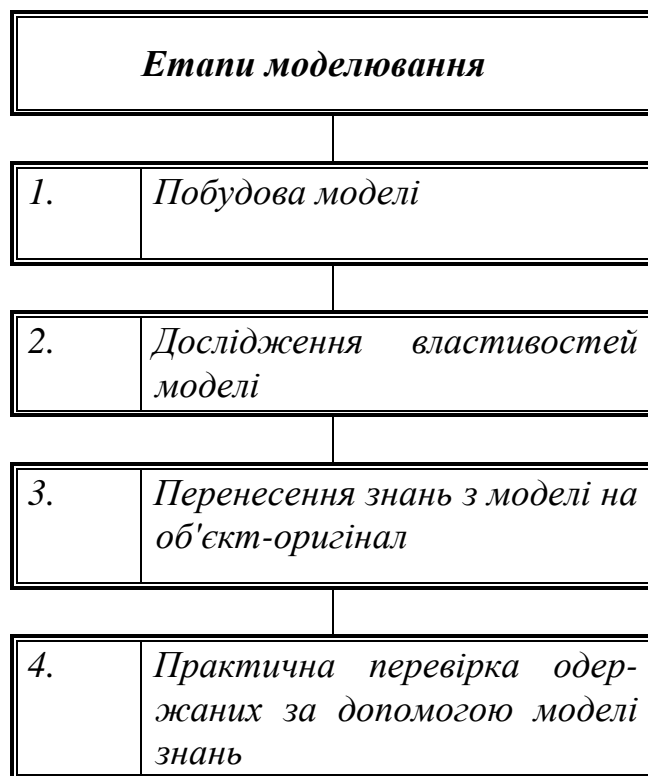 Етапи моделювання
1. Побудова моделі
2. Дослідження властивостей
моделі
3. Перенесення знань з моделі на
об'єкт-оригінал
4. Практична перевірка одер-
жаних за допомогою моделі
знань